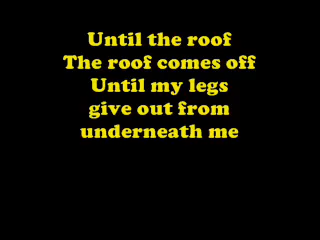 Until the roof
The roof comes off
Until my legs
give out from
underneath me